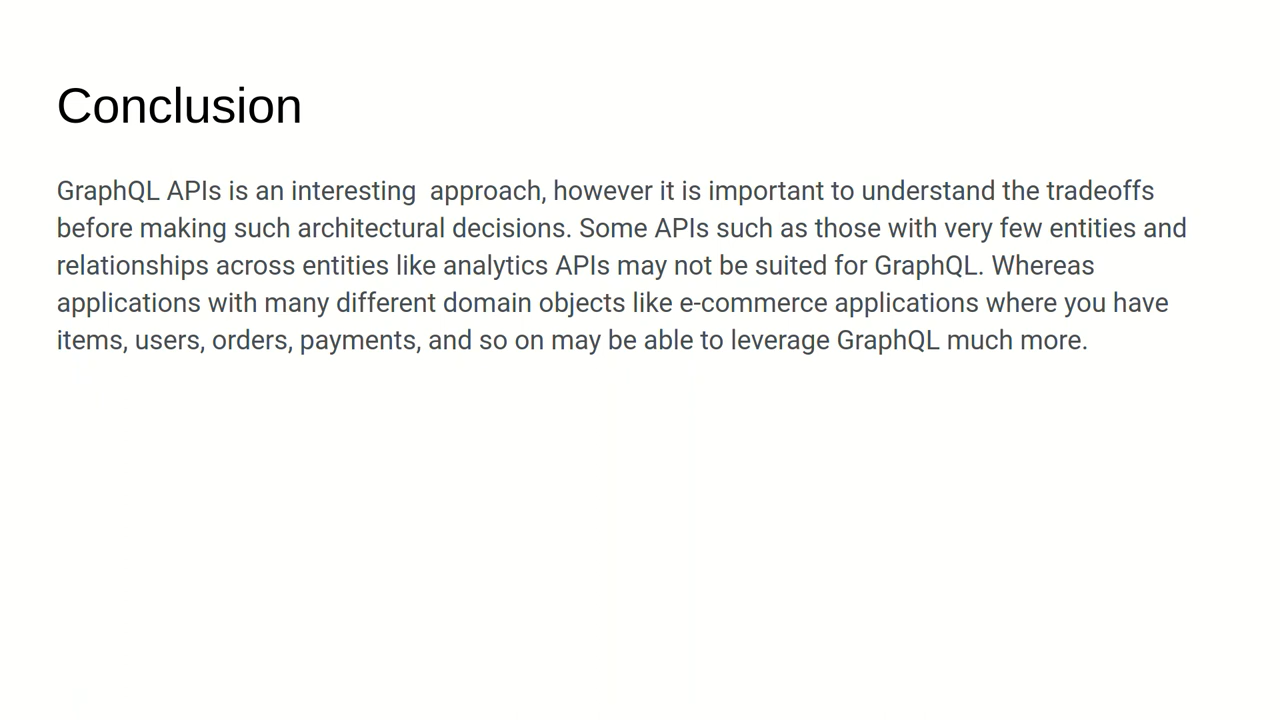 Conclusion
GraphQL APIs is an interesting  approach, however it is important to understand the tradeoffs
before making such architectural decisions. Some APIs such as those with very few entities and
relationships across entities like analytics APIs may not be suited for GraphQL. Whereas
applications with many different domain objects like e-commerce applications where you have
items, users, orders, payments, and so on may be able to leverage GraphQL much more.